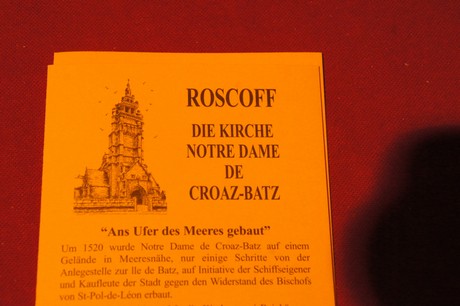 ROSCOFF
DIE KIRCHE
NOTRE DAME
DE
CROAZ-BATZ
“Ans Ufer des Meeres gebaut”
Um 1520 wurde Notre Dame de Croaz-Batz auf einem
Gelände in Meeresnähe, nur einige Schritte von der
Anlegestelle zur Ile de Batz, auf Initiative der Schiffseigener
und Kaufleute der Stadt gegen den Widerstand des Bischofs
von St-Pol-de-Léon erbaut.